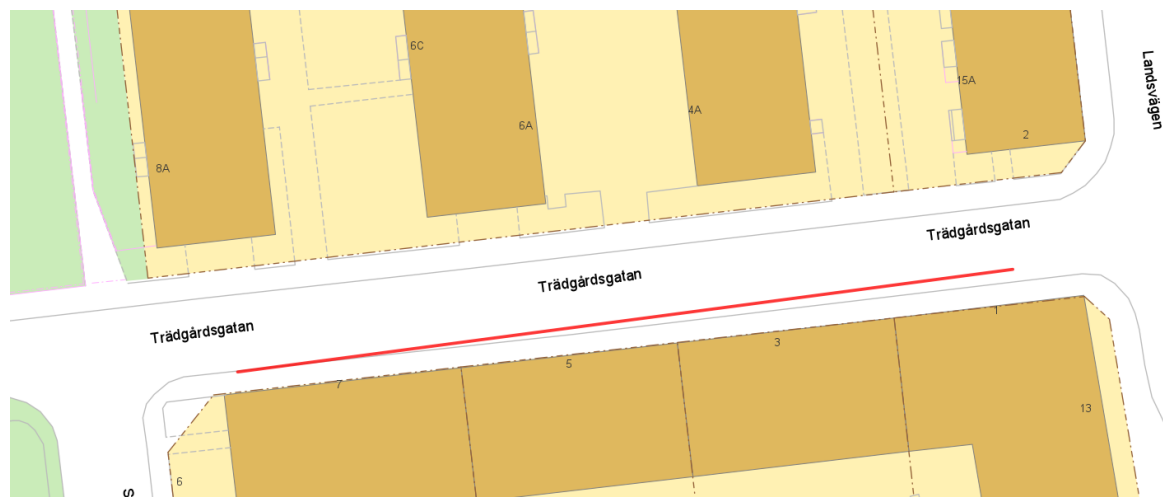 6C
Landsvägen
15A
4A
6A
2
8A
Trädgårdsgatan
Trädgårdsgatan
Trädgårdsgatan
1
3
5
7
13
6
S